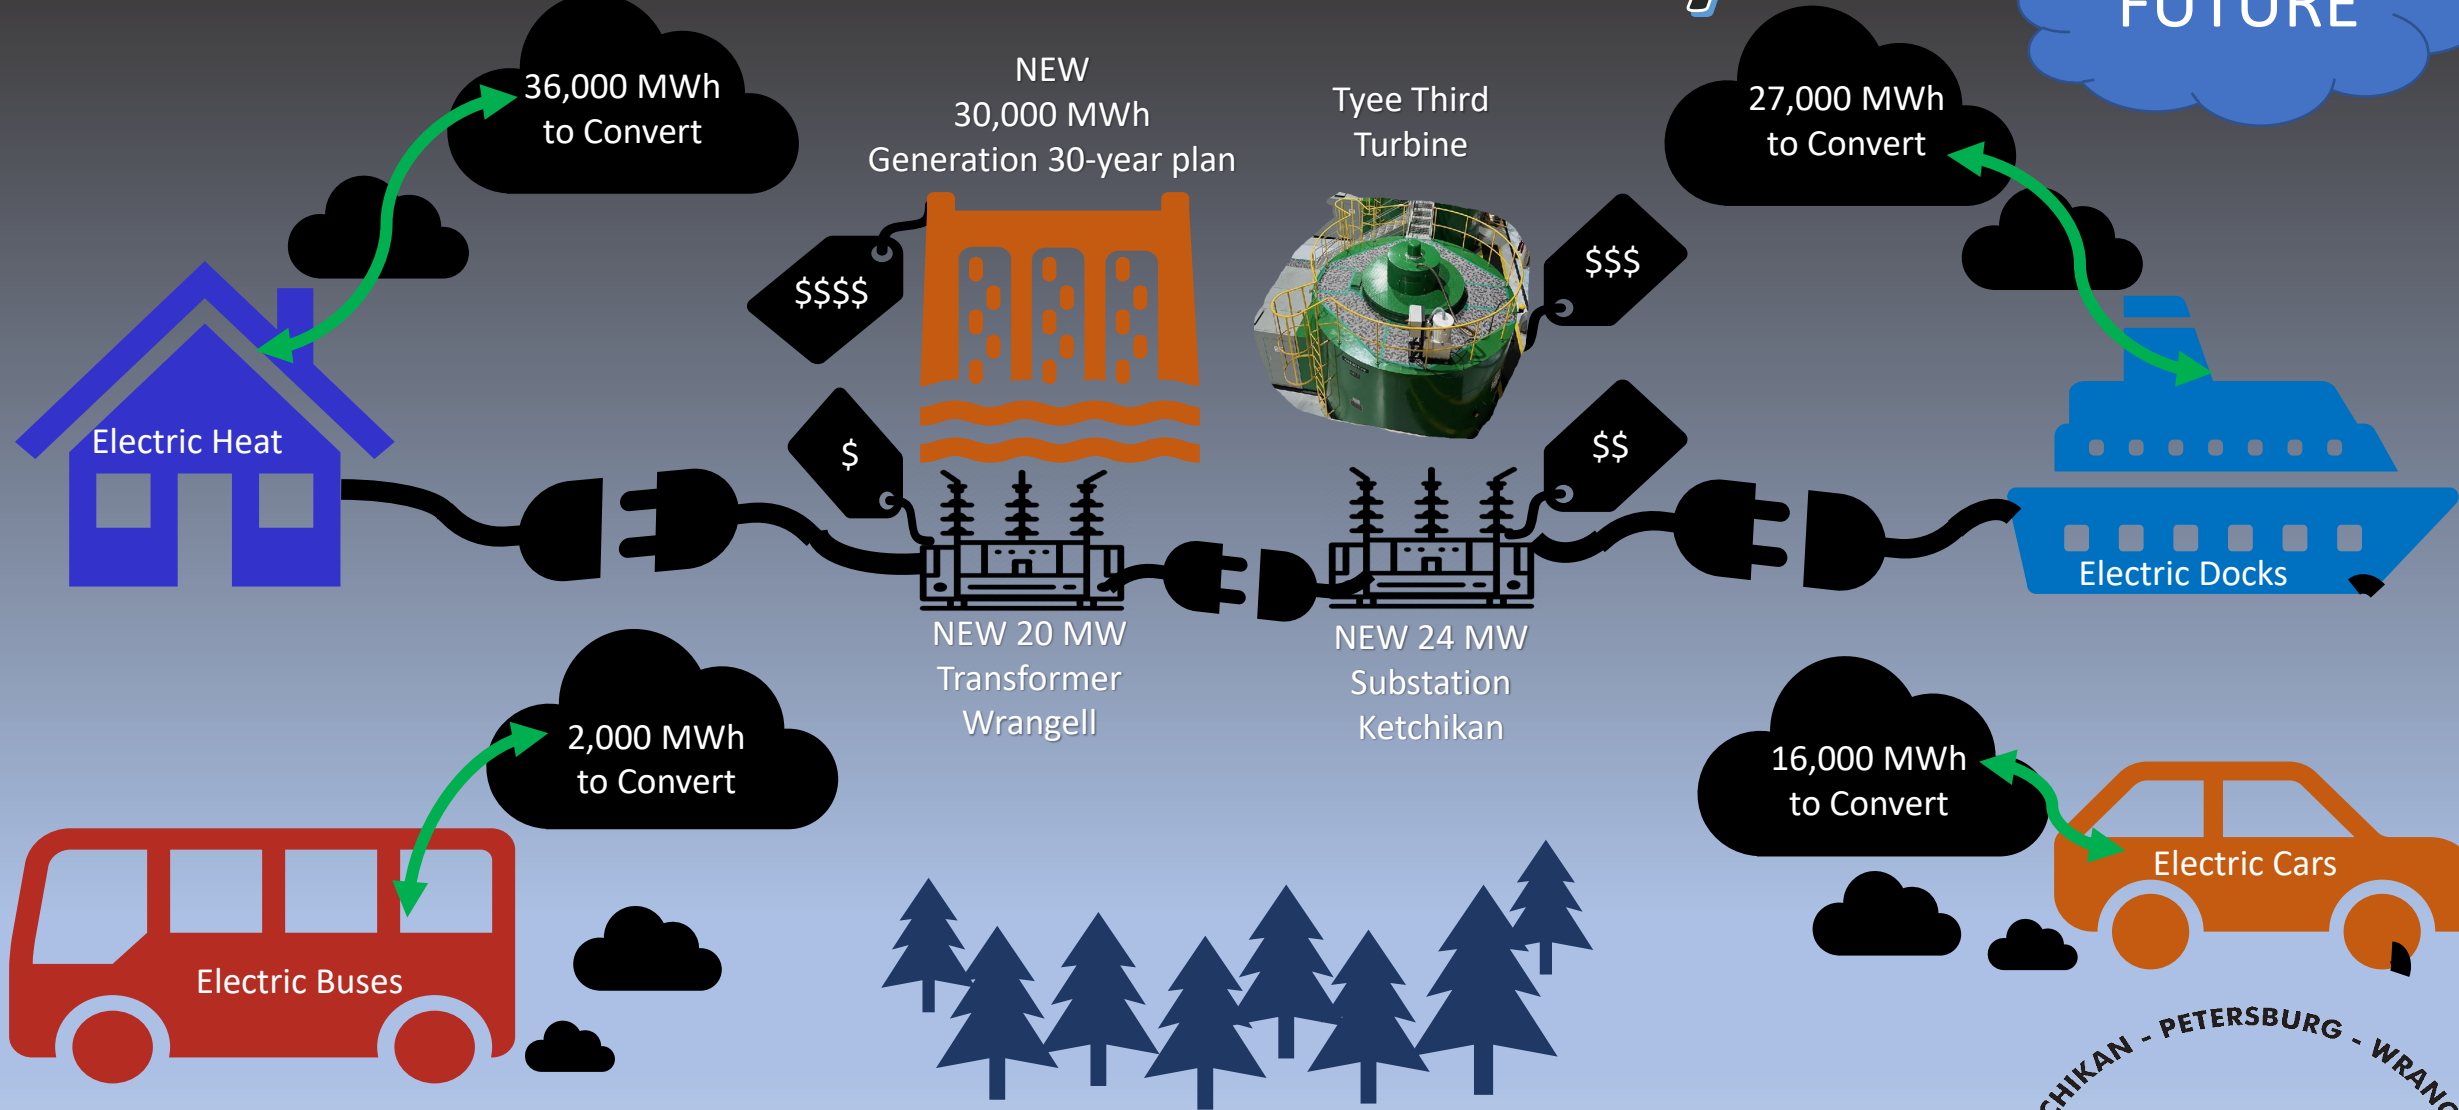 FUTURE
36,000 MWh
to Convert
NEW
30,000 MWh
Generation 30-year plan
Tyee Third
Turbine
27,000 MWh
to Convert
$$$$
$$$
Electric Heat
$
$$
Electric Docks
NEW 20 MW
Transformer
Wrangell
NEW 24 MW
Substation
Ketchikan
2,000 MWh
to Convert
16,000 MWh
to Convert
Electric Cars
Electric Buses
CHIKAN - PETERSBURG - WRANG